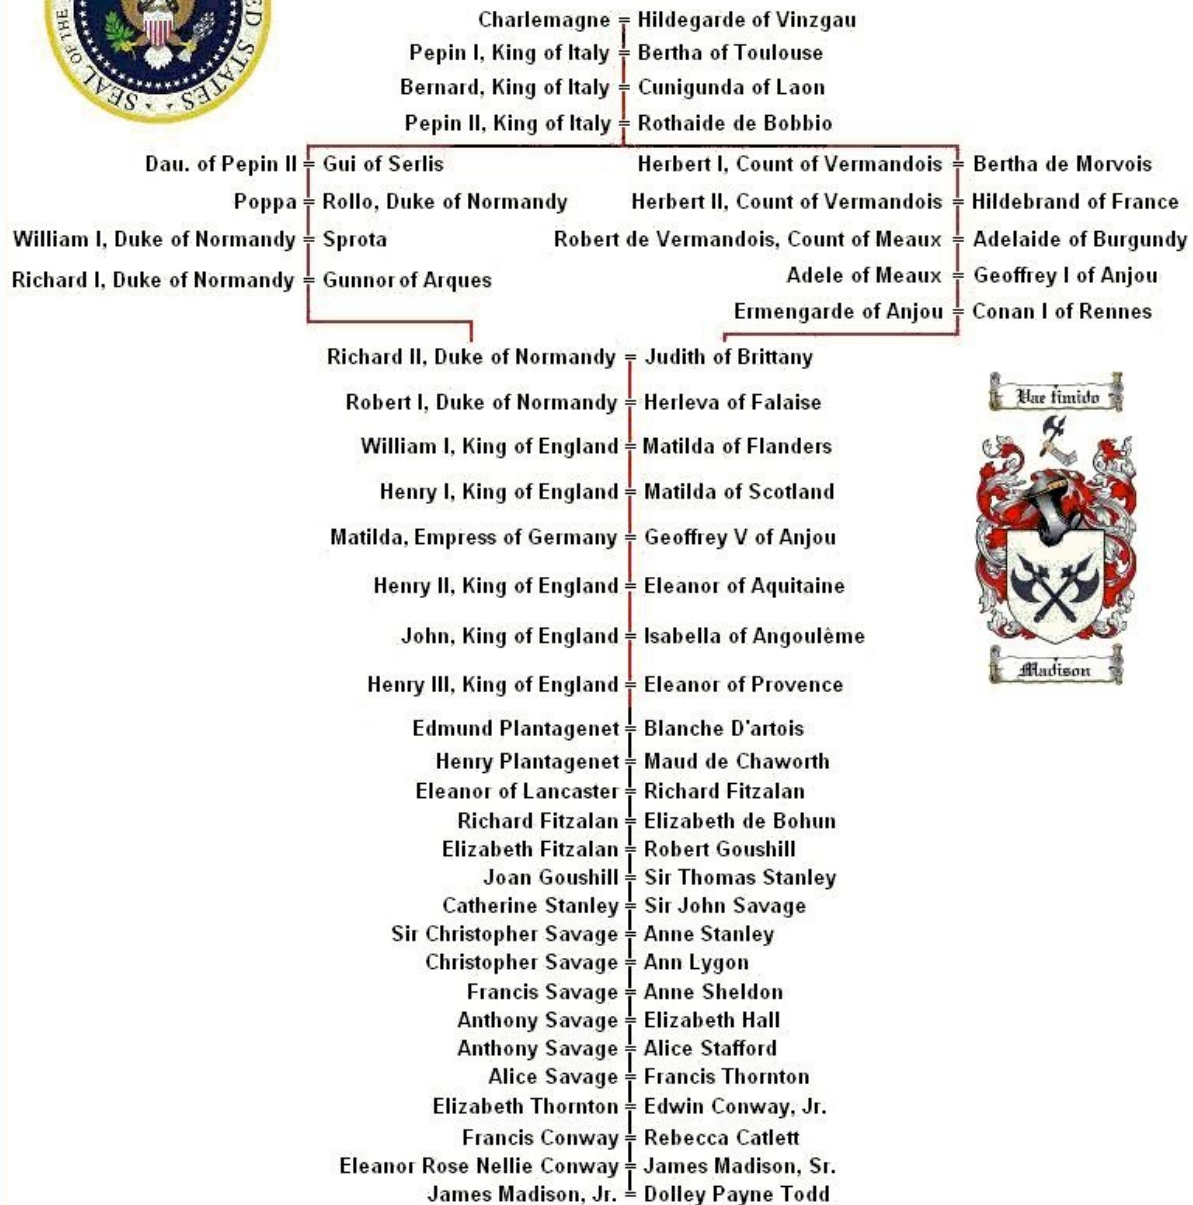 SEAL OF THE
ED STATES
Charlemagne = Hildegarde of Vinzgau
Pepin I, King of Italy = Bertha of Toulouse
Bernard, King of Italy = Cunigunda of Laon
Pepin II, King of Italy = Rothaide de Bobbio
Dau. of Pepin II = Gui of Serlis
Herbert I, Count of Vermandois = Bertha de Morvois
Poppa = Rollo, Duke of Normandy
Herbert II, Count of Vermandois = Hildebrand of France
William I, Duke of Normandy = Sprota
Robert de Vermandois, Count of Meaux = Adelaide of Burgundy
Richard I, Duke of Normandy = Gunnor of Arques
Adele of Meaux = Geoffrey I of Anjou
Ermengarde of Anjou = Conan I of Rennes
Richard II, Duke of Normandy = Judith of Brittany
Robert I, Duke of Normandy = Herleva of Falaise
William I, King of England = Matilda of Flanders
Henry I, King of England = Matilda of Scotland
Matilda, Empress of Germany = Geoffrey V of Anjou
Henry II, King of England = Eleanor of Aquitaine
John, King of England = Isabella of Angoulême
Henry III, King of England = Eleanor of Provence
Edmund Plantagenet = Blanche D'artois
Henry Plantagenet = Maud de Chaworth
Eleanor of Lancaster = Richard Fitzalan
Richard Fitzalan = Elizabeth de Bohun
Elizabeth Fitzalan = Robert Goushill
Joan Goushill = Sir Thomas Stanley
Catherine Stanley = Sir John Savage
Sir Christopher Savage = Anne Stanley
Christopher Savage = Ann Lygon
Francis Savage = Anne Sheldon
Anthony Savage = Elizabeth Hall
Anthony Savage = Alice Stafford
Alice Savage = Francis Thornton
Elizabeth Thornton = Edwin Conway, Jr.
Francis Conway = Rebecca Catlett
Eleanor Rose Nellie Conway = James Madison, Sr.
James Madison, Jr. = Dolley Payne Todd
Vae timido
Madison